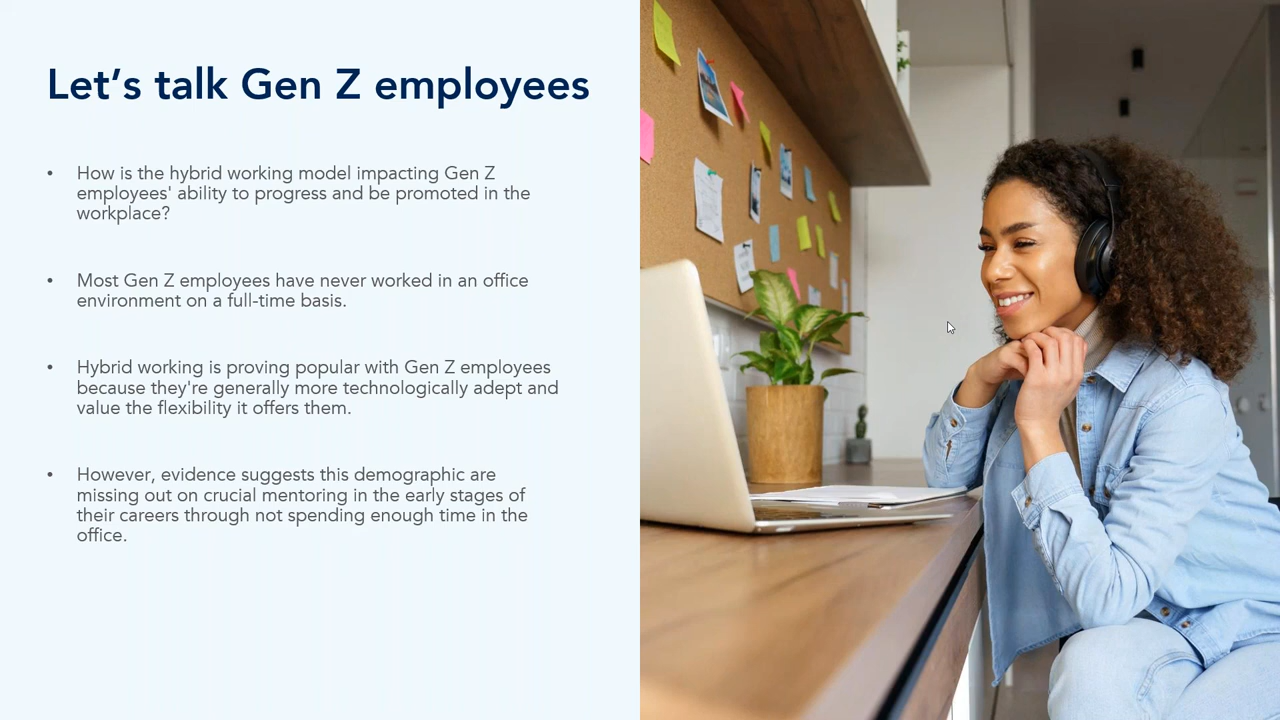 Let’s talk Gen Z employees
• How is the hybrid working model impacting Gen Z
employees' ability to progress and be promoted in the
workplace?
• Most Gen Z employees have never worked in an office
environment on a full-time basis.
• Hybrid working is proving popular with Gen Z employees
because they're generally more technologically adept and
value the flexibility it offers them.
• However, evidence suggests this demographic are
missing out on crucial mentoring in the early stages of
their careers through not spending enough time in the
office.